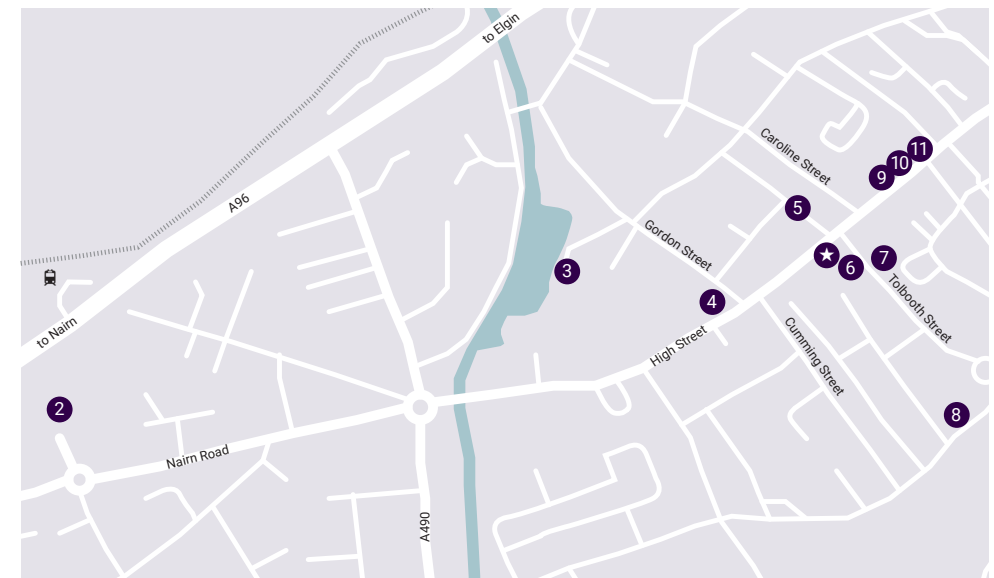 to Elgin
A96
Caroline Street
11
10
9
5
Gordon Street
7
6
3
Tolbooth Street
4
to Nairn
High Street
Cumming Street
2
8
Nairn Road
A490